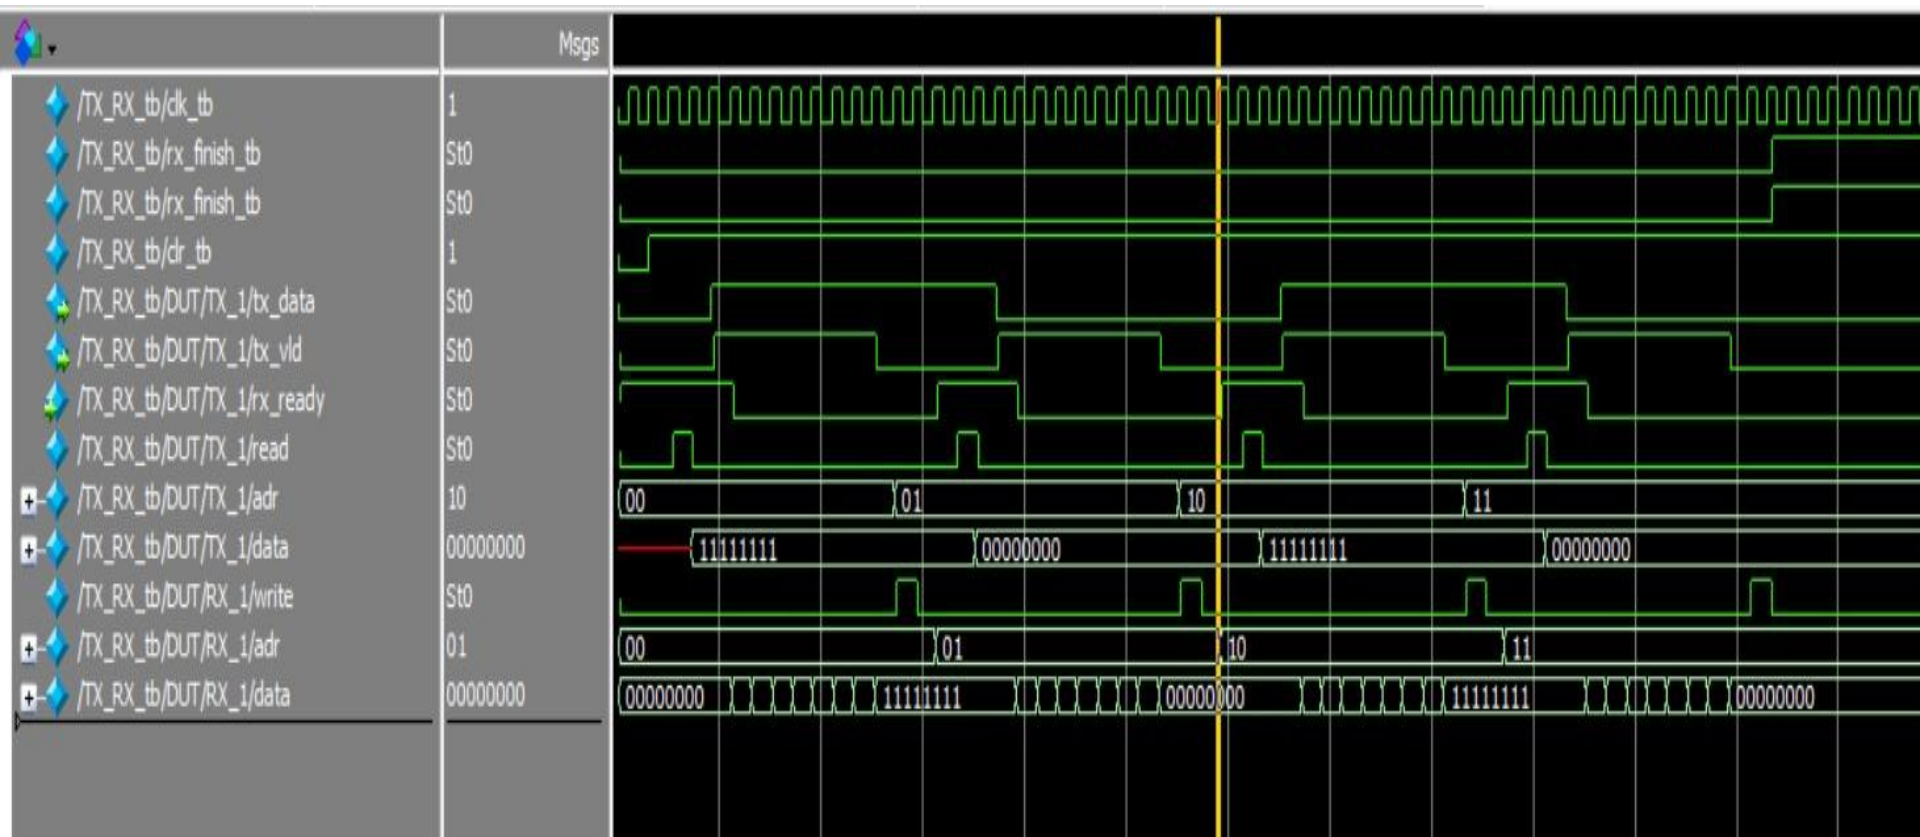 Msgs
/TX_RX_tb/clk_tb 1
/TX_RX_tb/rx_finish_tb St0
/TX_RX_tb/rx_finish_tb St0
/TX_RX_tb/clr_tb 1
/TX_RX_tb/DUT/TX_1/tx_data St0
/TX_RX_tb/DUT/TX_1/tx_vld St0
/TX_RX_tb/DUT/TX_1/rx_ready St0
/TX_RX_tb/DUT/TX_1/read St0
/TX_RX_tb/DUT/TX_1/adr 10 00 01 10 11
/TX_RX_tb/DUT/TX_1/data 00000000 11111111 00000000 11111111 00000000
/TX_RX_tb/DUT/RX_1/write St0
/TX_RX_tb/DUT/RX_1/adr 01 00 01 10 11
/TX_RX_tb/DUT/RX_1/data 00000000 00000000 11111111 00000000 11111111 00000000